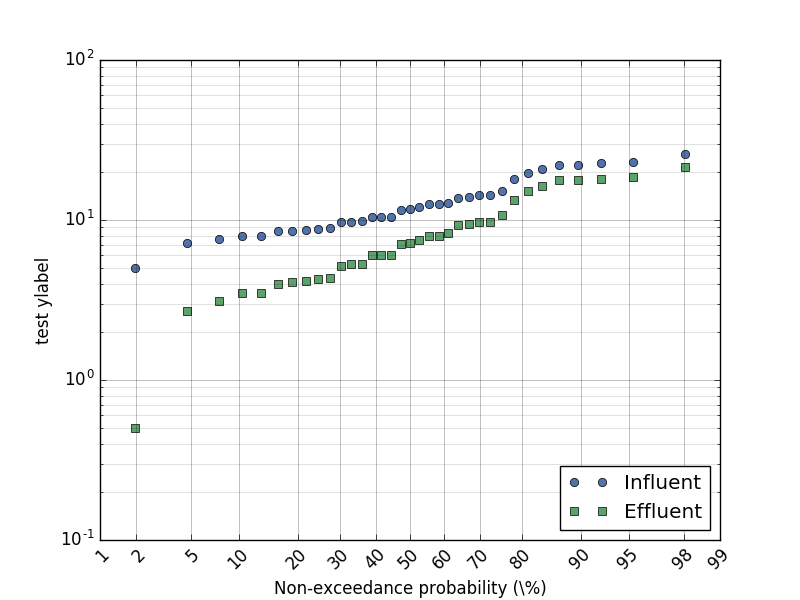 10²
10¹
10⁰
10⁻¹
test ylabel
1 2 5 10 20 30 40 50 60 70 80 90 95 98 99
Non-exceedance probability (\%)
Influent
Effluent